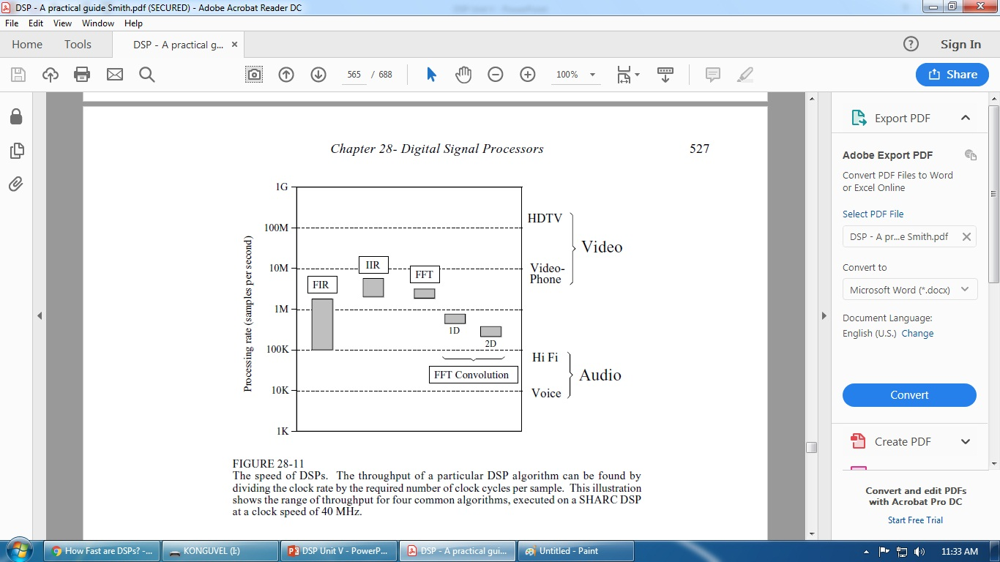 DSP - A practical guide Smith.pdf (SECURED) - Adobe Acrobat Reader DC
File Edit View Window Help
Home Tools DSP - A practical g... × ? Sign In
565 / 688 100% Share
Chapter 28- Digital Signal Processors 527
Processing rate (samples per second)
1G
100M
10M
1M
100K
10K
1K
FIR
IIR
FFT
1D
2D
FFT Convolution
HDTV
Video-
Phone
Video
Hi Fi
Voice
Audio
FIGURE 28-11
The speed of DSPs. The throughput of a particular DSP algorithm can be found by
dividing the clock rate by the required number of clock cycles per sample. This illustration
shows the range of throughput for four common algorithms, executed on a SHARC DSP
at a clock speed of 40 MHz.
Export PDF
Adobe Export PDF
Convert PDF Files to Word
or Excel Online
Select PDF File
DSP - A pr...e Smith.pdf
Convert to
Microsoft Word (*.docx)
Document Language:
English (U.S.) Change
Convert
Create PDF
Convert and edit PDFs
with Acrobat Pro DC
Start Free Trial
How Fast are DSPs? -... KONGUVEL (I:) DSP Unit V - PowerP... DSP - A practical gui... Untitled - Paint 11:33 AM